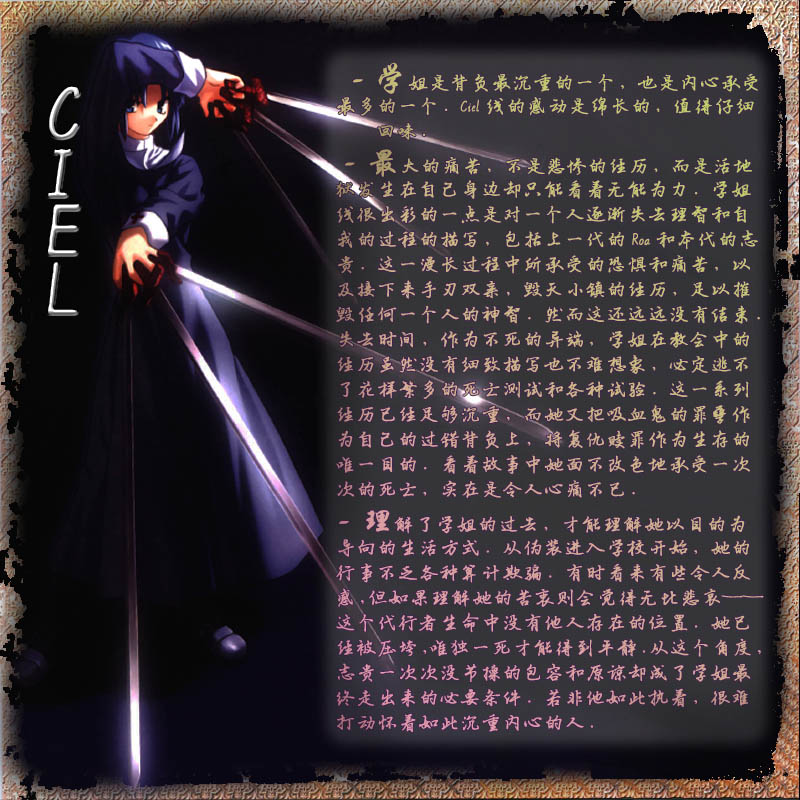 CIEL
- 学姐是背负最沉重的一个，也是内心承受
最多的一个．Ciel线的感动是绵长的，值得仔细
回味．
- 最大的痛苦，不是悲惨的经历，而是活地
狱发生在自己身边却只能看着无能为力．学姐
线很出彩的一点是对一个人逐渐失去理智和自
我的过程的描写，包括上一代的Roa和本代的志
贵．这一漫长过程中所承受的恐惧和痛苦，以
及接下来手刃双亲，毁灭小镇的经历，足以摧
毁任何一个人的神智．然而这还远远没有结束．
失去时间，作为不死的异端，学姐在教会中的
经历虽然没有细致描写也不难想象，必定逃不
了花样繁多的死亡测试和各种试验．这一系列
经历已经足够沉重．而她又把吸血鬼的罪孽作
为自己的过错背负上，将复仇赎罪作为生存的
唯一目的．看着故事中她面不改色地承受一次
次的死亡，实在是令人心痛不已．
- 理解了学姐的过去，才能理解她以目的为
导向的生活方式．从伪装进入学校开始，她的
行事不乏各种算计欺骗．有时看来有些令人反
感，但如果理解她的苦衷则会觉得无比悲哀——
这个代行者生命中没有他人存在的位置．她已
经被压垮，唯独一死才能得到平静．从这个角度，
志贵一次次没节操的包容和原谅却成了学姐最
终走出来的必要条件．若非他如此执着，很难
打动怀着如此沉重内心的人．